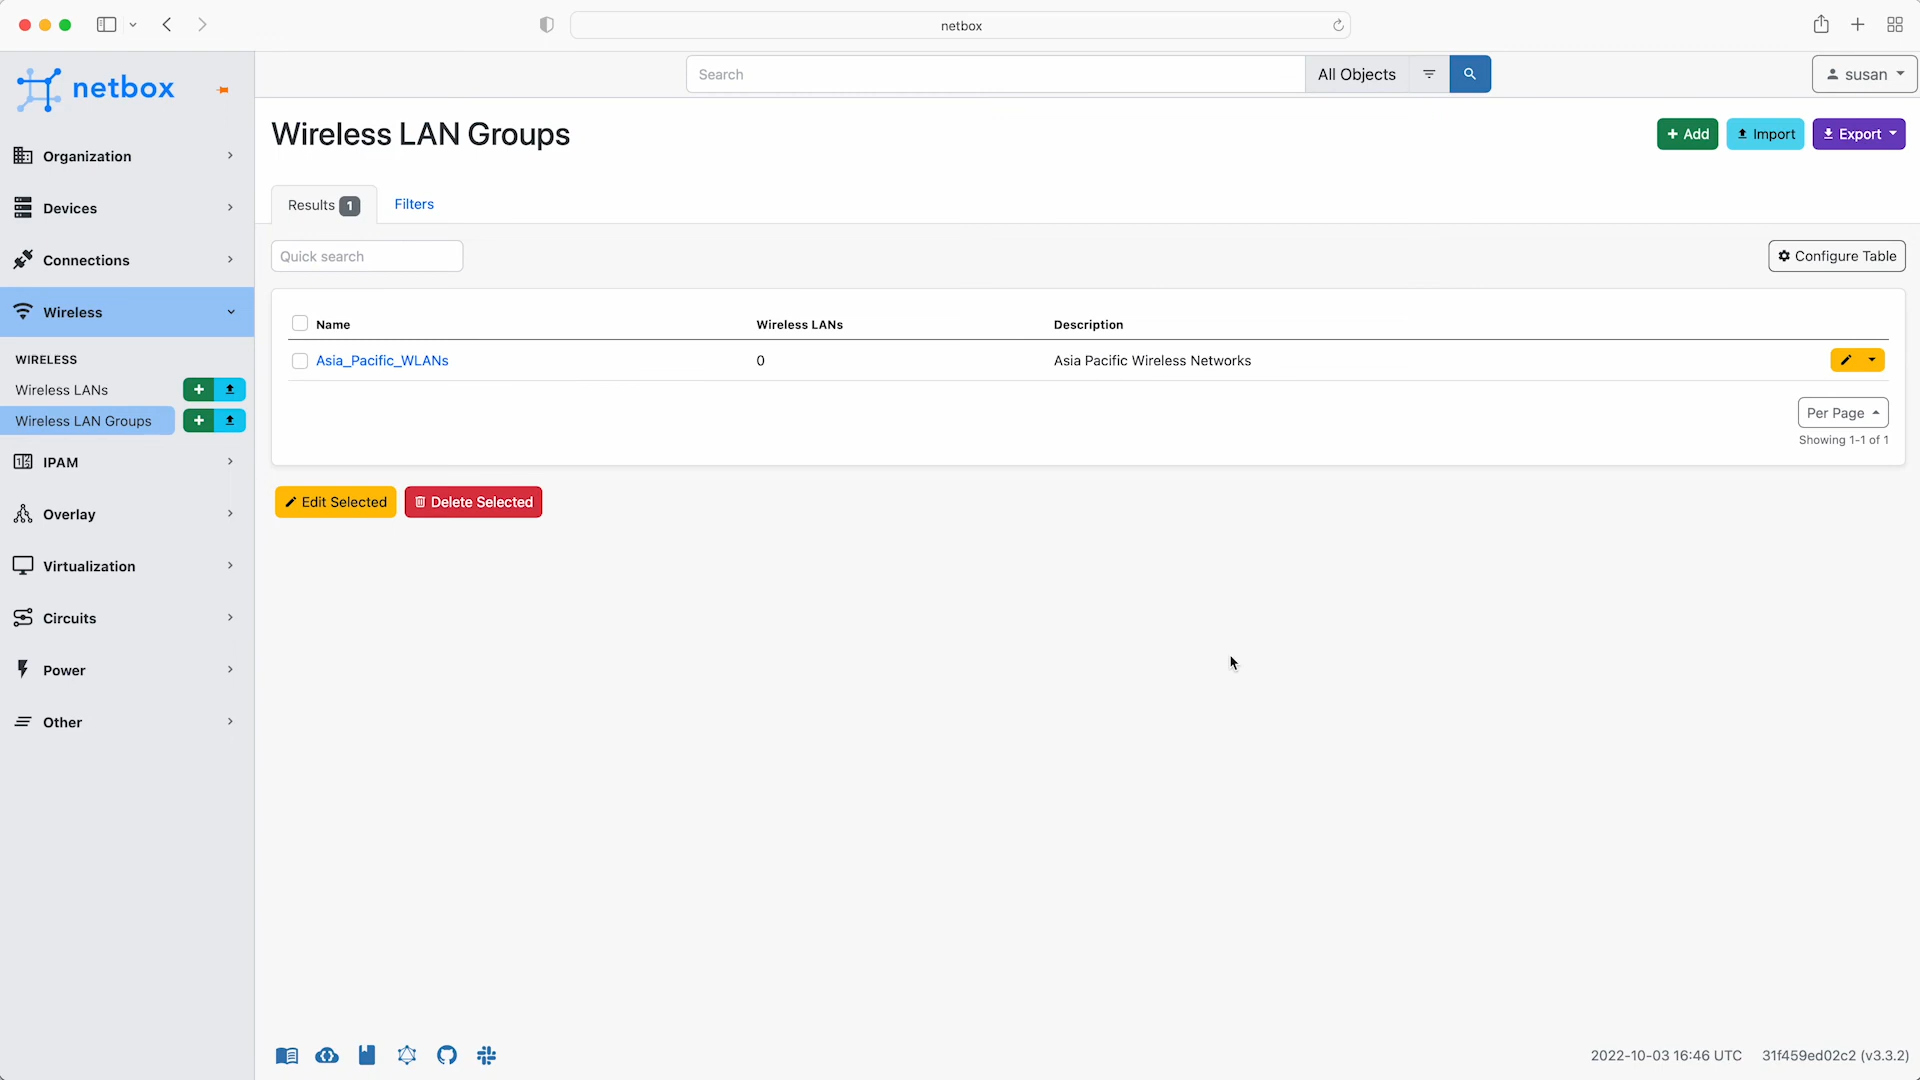 netbox
netbox
Search
All Objects
susan
Wireless LAN Groups
+ Add
Import
Export
Organization
Devices
Connections
Wireless
WIRELESS
Wireless LANs
Wireless LAN Groups
IPAM
Overlay
Virtualization
Circuits
Power
Other
Results 1
Filters
Quick search
Configure Table
Name Wireless LANs Description
Asia_Pacific_WLANs 0 Asia Pacific Wireless Networks
Per Page
Showing 1-1 of 1
Edit Selected
Delete Selected
2022-10-03 16:46 UTC 31f459ed02c2 (v3.3.2)